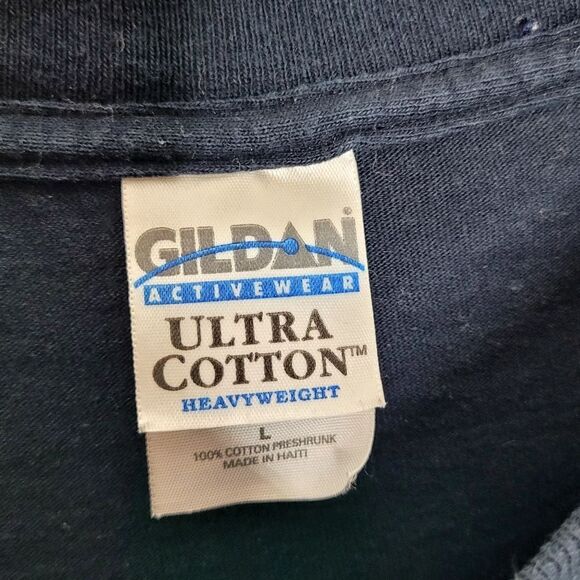 GILDAN®
ACTIVEWEAR
ULTRA
COTTON™
HEAVYWEIGHT
L
100% COTTON PRESHRUNK
MADE IN HAITI